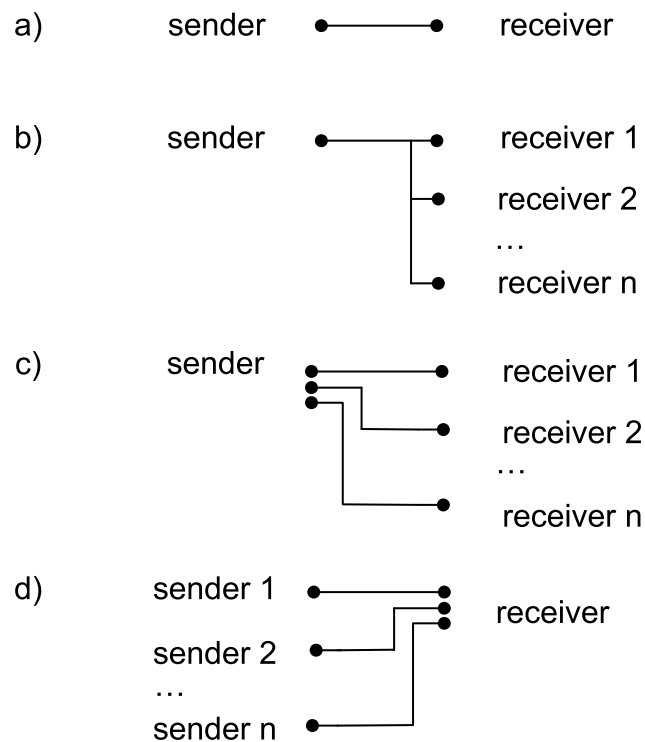 a) sender receiver
b) sender receiver 1
receiver 2
...
receiver n
c) sender receiver 1
receiver 2
...
receiver n
d) sender 1 receiver
sender 2
...
sender n